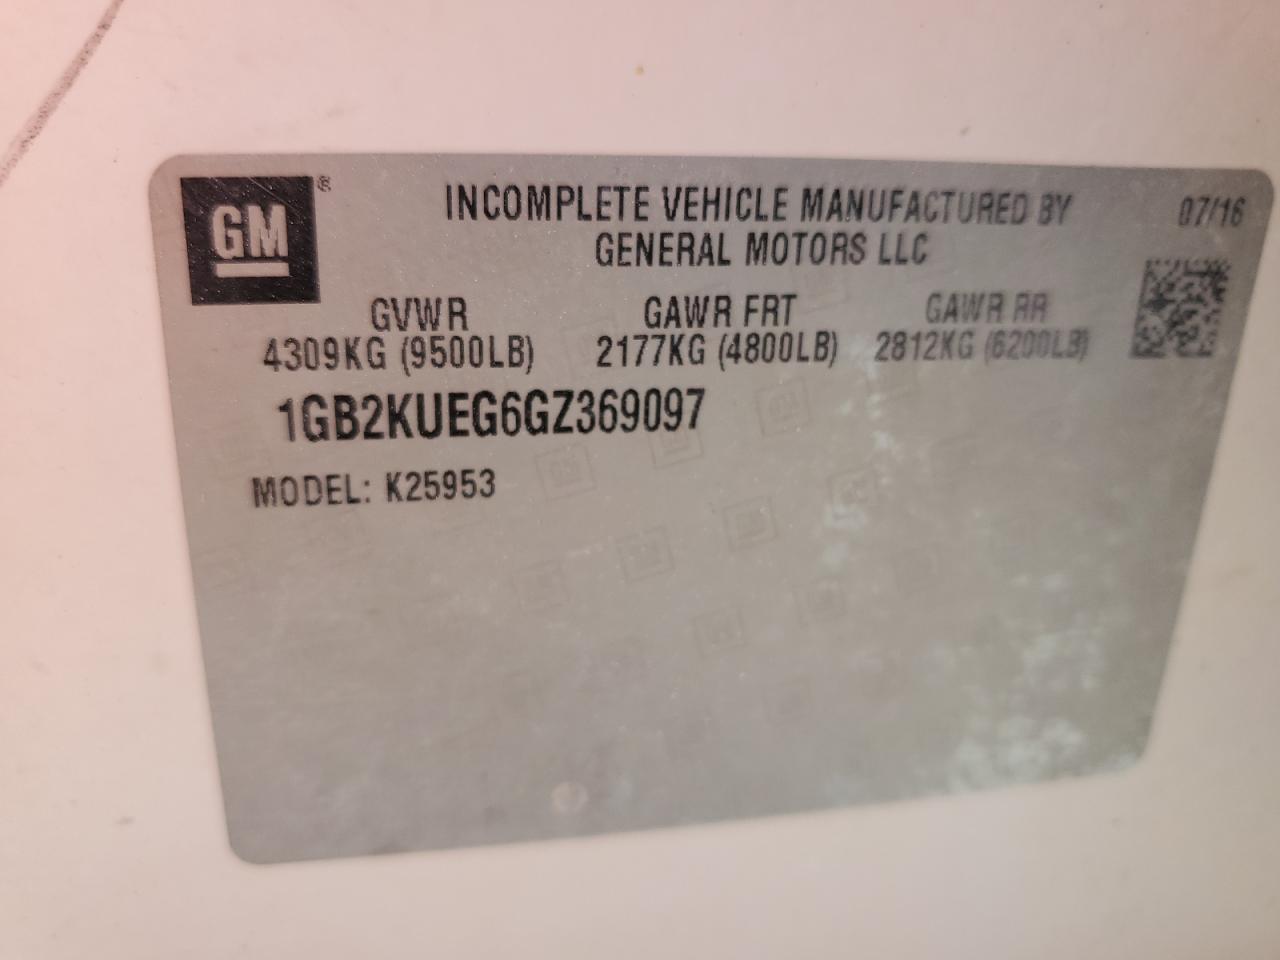 GM®
INCOMPLETE VEHICLE MANUFACTURED BY
07/16
GENERAL MOTORS LLC
GVWR
GAWR FRT
GAWR RR
4309KG (9500LB)
2177KG (4800LB)
2812KG (6200LB)
1GB2KUEG6GZ369097
MODEL: K25953